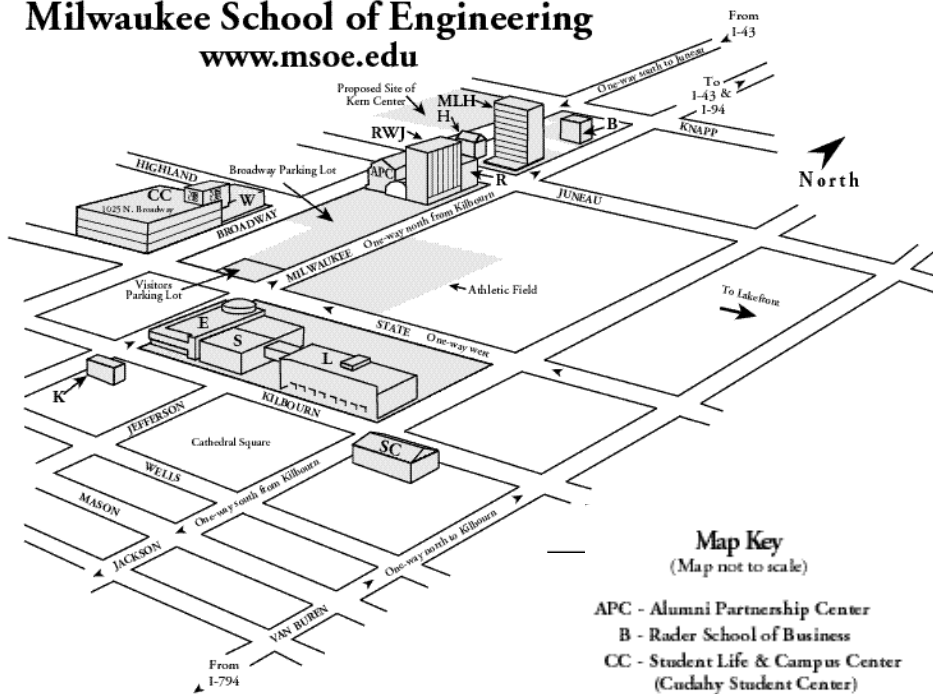 Milwaukee School of Engineering
www.msoe.edu
From
I-43
One-way south to Juneau
To
I-43 &
I-94
Proposed Site of
Kern Center
MLH
H
RWJ
B
KNAPP
North
HIGHLAND
Broadway Parking Lot
APC
R
CC
W
1025 N. Broadway
JUNEAU
BROADWAY
One-way north from Kilbourn
MILWAUKEE
Visitors
Parking Lot
Athletic Field
To Lakefront
E
S
STATE
One-way west
L
K
KILBOURN
JEFFERSON
Cathedral Square
SC
WELLS
One-way south from Kilbourn
MASON
JACKSON
One-way north to Kilbourn
VAN BUREN
From
I-794
Map Key
(Map not to scale)
APC - Alumni Partnership Center
B - Rader School of Business
CC - Student Life & Campus Center
(Cudahy Student Center)